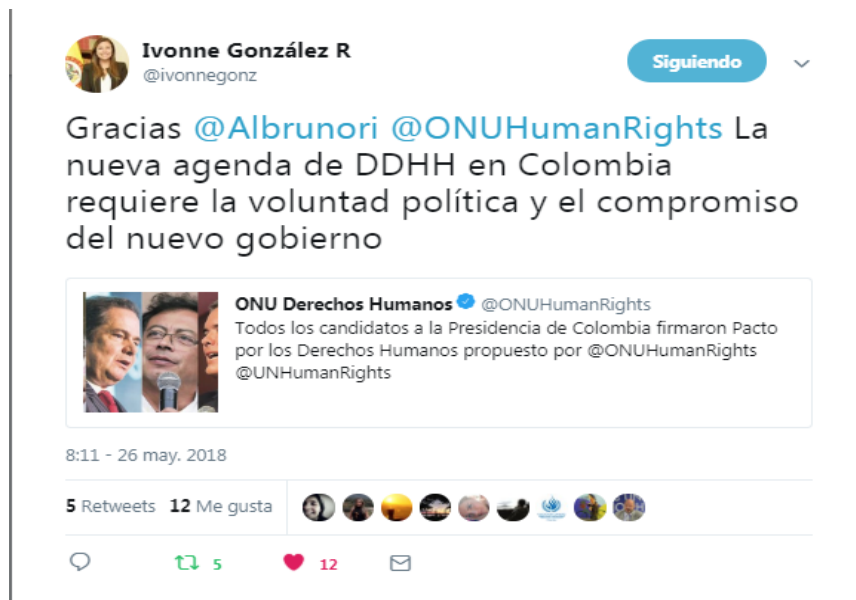 Ivonne González R
@ivonnegonz
Siguiendo
Gracias @Albrunori @ONUHumanRights La
nueva agenda de DDHH en Colombia
requiere la voluntad política y el compromiso
del nuevo gobierno
ONU Derechos Humanos @ONUHumanRights
Todos los candidatos a la Presidencia de Colombia firmaron Pacto
por los Derechos Humanos propuesto por @ONUHumanRights
@UNHumanRights
8:11 - 26 may. 2018
5 Retweets 12 Me gusta
5 12